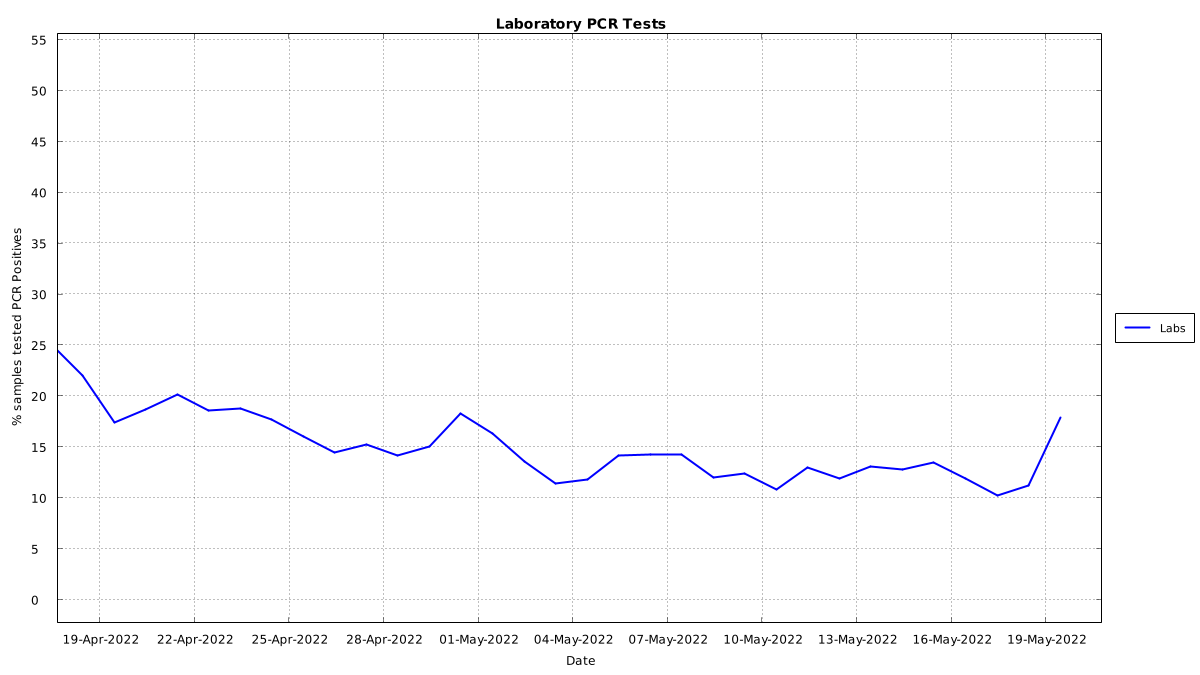 Laboratory PCR Tests
55
50
45
40
35
30
25
20
15
10
5
0
% samples tested PCR Positives
19-Apr-2022 22-Apr-2022 25-Apr-2022 28-Apr-2022 01-May-2022 04-May-2022 07-May-2022 10-May-2022 13-May-2022 16-May-2022 19-May-2022
Date
Labs